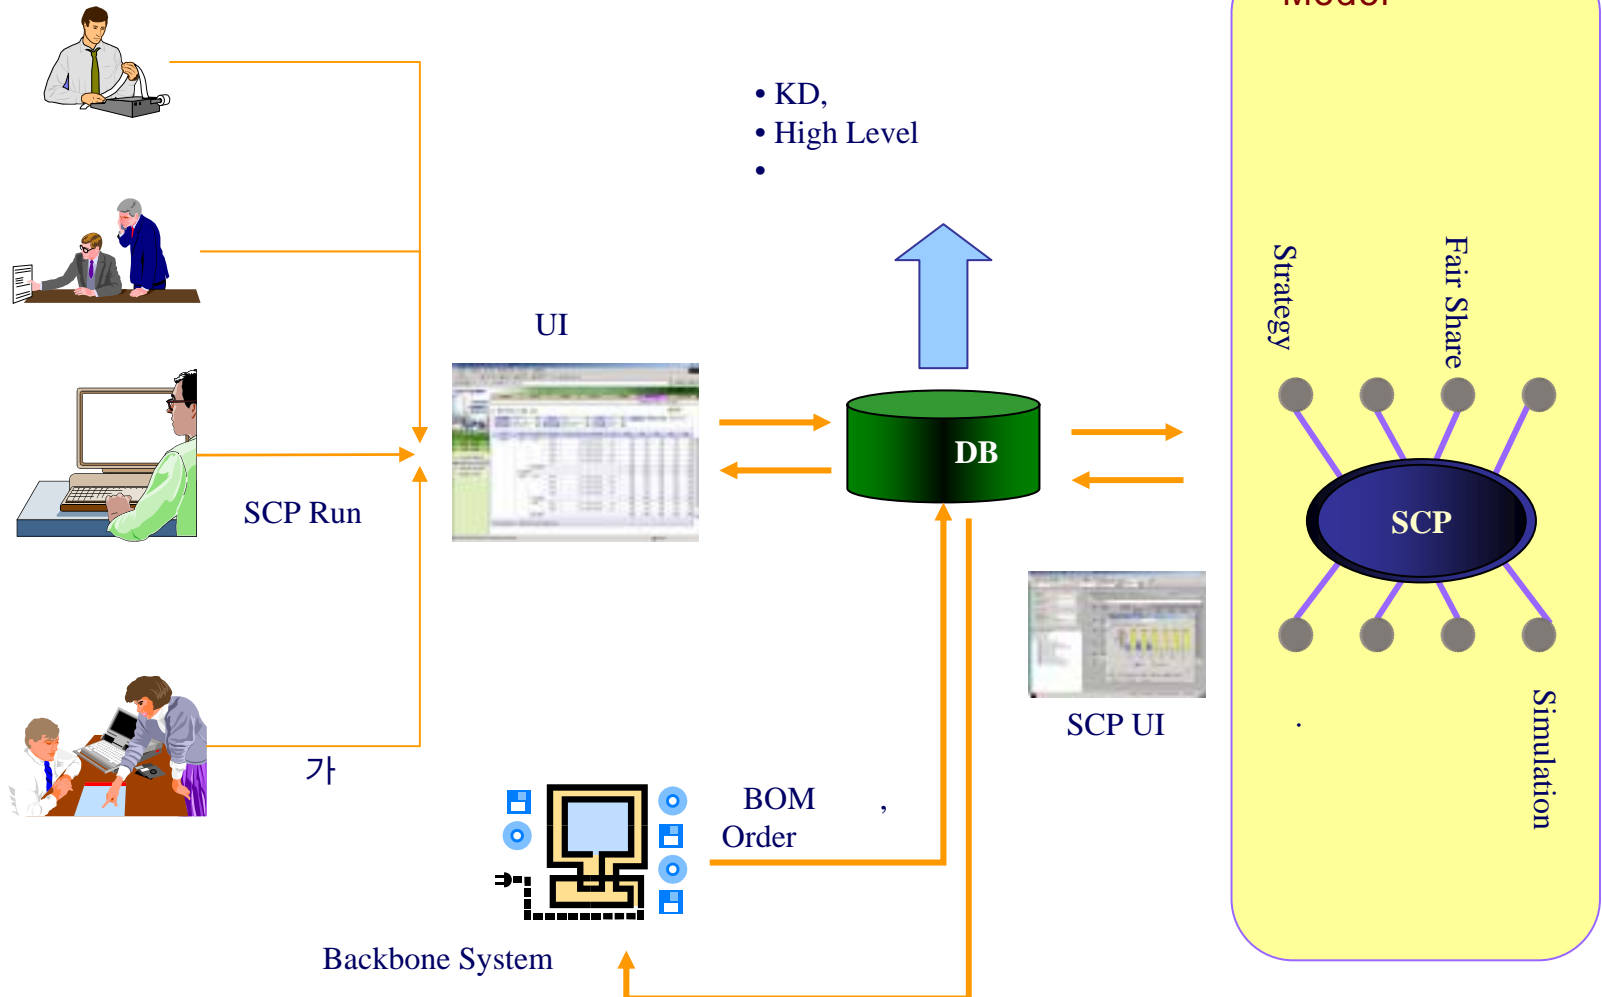 Model
• KD,
• High Level
•
UI
SCP Run
가
DB
BOM ,
Order
Backbone System
SCP UI
Strategy
Fair Share
SCP
.
Simulation